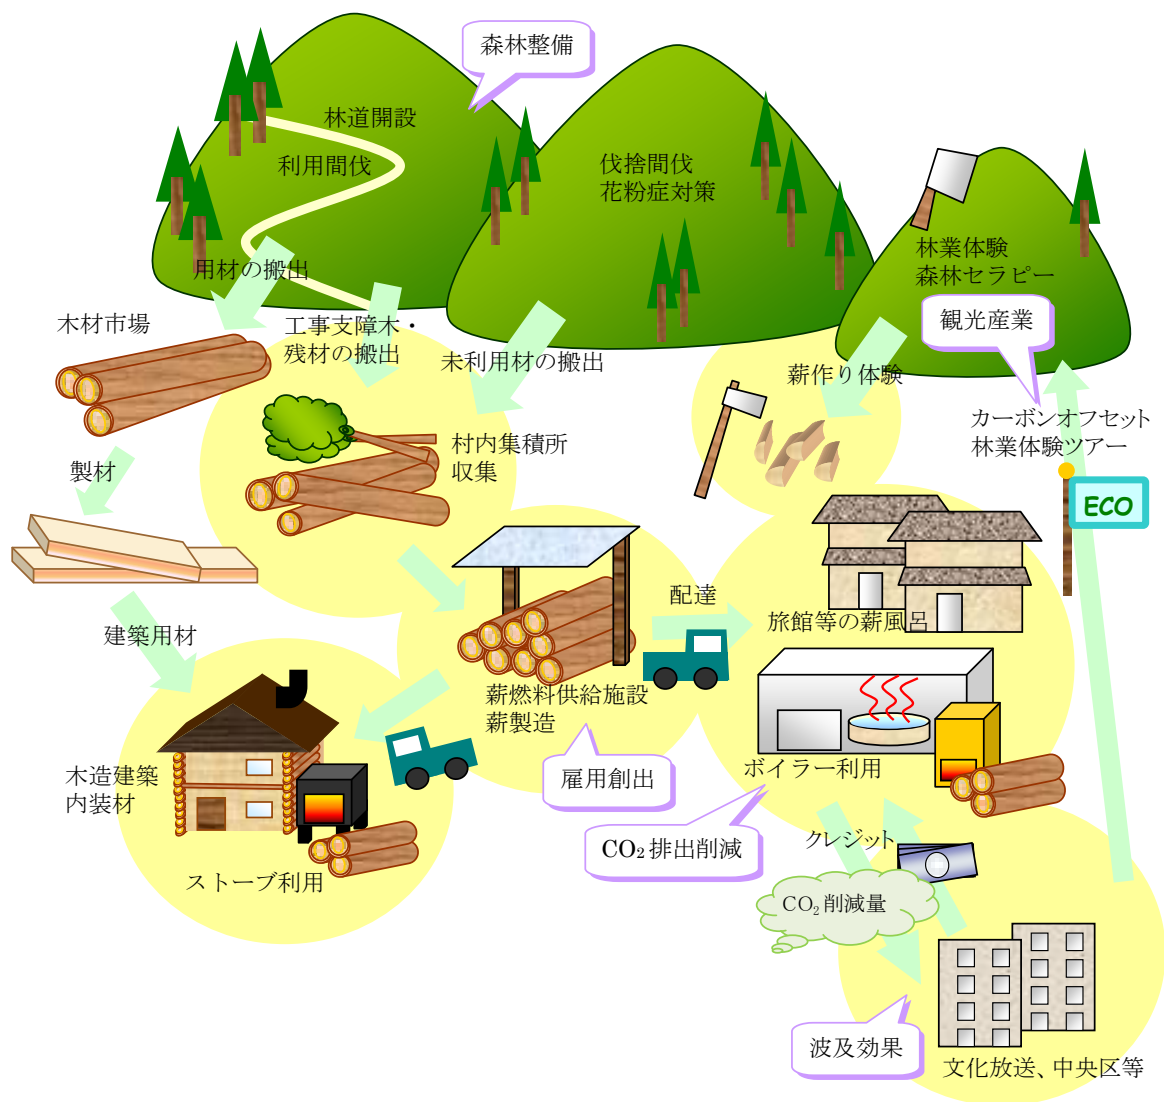 森林整備
林道開設
利用間伐
伐捨間伐
花粉症対策
林業体験
森林セラピー
観光産業
用材の搬出
木材市場
工事支障木・
残材の搬出
未利用材の搬出
薪作り体験
カーボンオフセット
林業体験ツアー
村内集積所
収集
製材
ECO
配達
旅館等の薪風呂
建築用材
薪燃料供給施設
薪製造
木造建築
内装材
雇用創出
ボイラー利用
CO₂排出削減
クレジット
ストーブ利用
CO₂削減量
波及効果
文化放送、中央区等